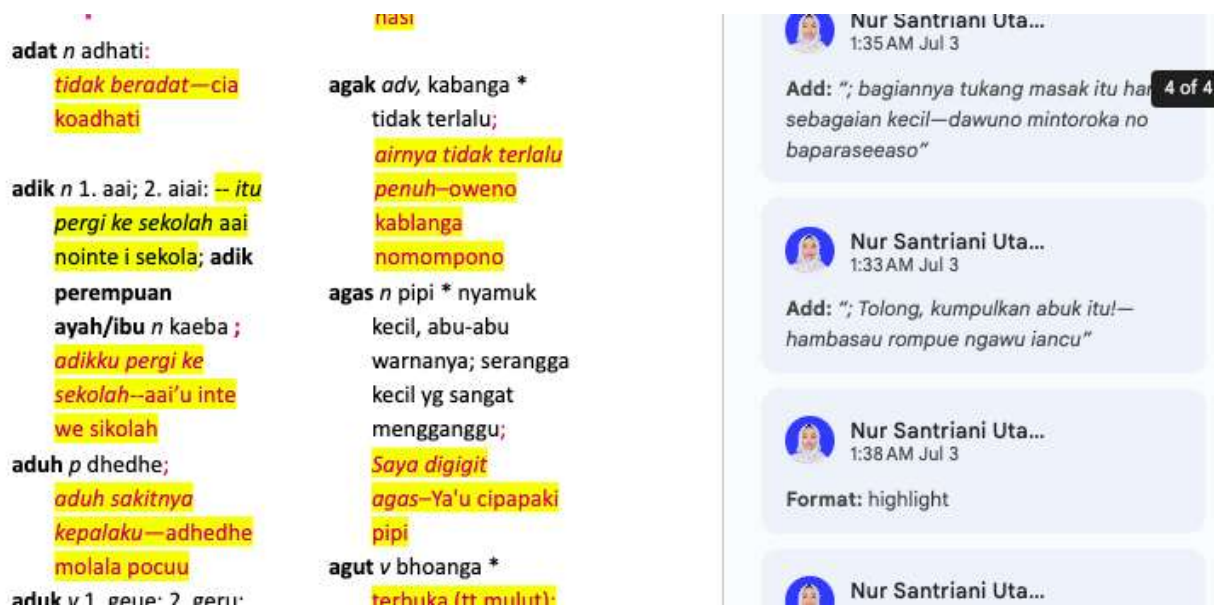 adat n adhati:
tidak beradat—cia
koadhati
adik n 1. aai; 2. aiai: -- itu
pergi ke sekolah aai
nointe i sekola; adik
perempuan
ayah/ibu n kaeba ;
adikku pergi ke
sekolah--aai’u inte
we sikolah
aduh p dhedhe;
aduh sakitnya
kepalaku—adhedhe
molala pocuu
aduk v 1. geue; 2. geru;
nasi
agak adv, kabanga *
tidak terlalu;
airnya tidak terlalu
penuh–oweno
kablanga
nomompono
agas n pipi * nyamuk
kecil, abu-abu
warnanya; serangga
kecil yg sangat
mengganggu;
Saya digigit
agas–Ya'u cipapaki
pipi
agut v bhoanga *
terbuka (tt mulut);
Nur Santriani Uta...
1:35 AM Jul 3
Add: “; bagiannya tukang masak itu
4 of 4
sebagaian kecil—dawuno mintoroka no
baparaseeaso”
Nur Santriani Uta...
1:33 AM Jul 3
Add: “; Tolong, kumpulkan abuk itu!—
hambasau rompue ngawu iancu”
Nur Santriani Uta...
1:38 AM Jul 3
Format: highlight
Nur Santriani Uta...